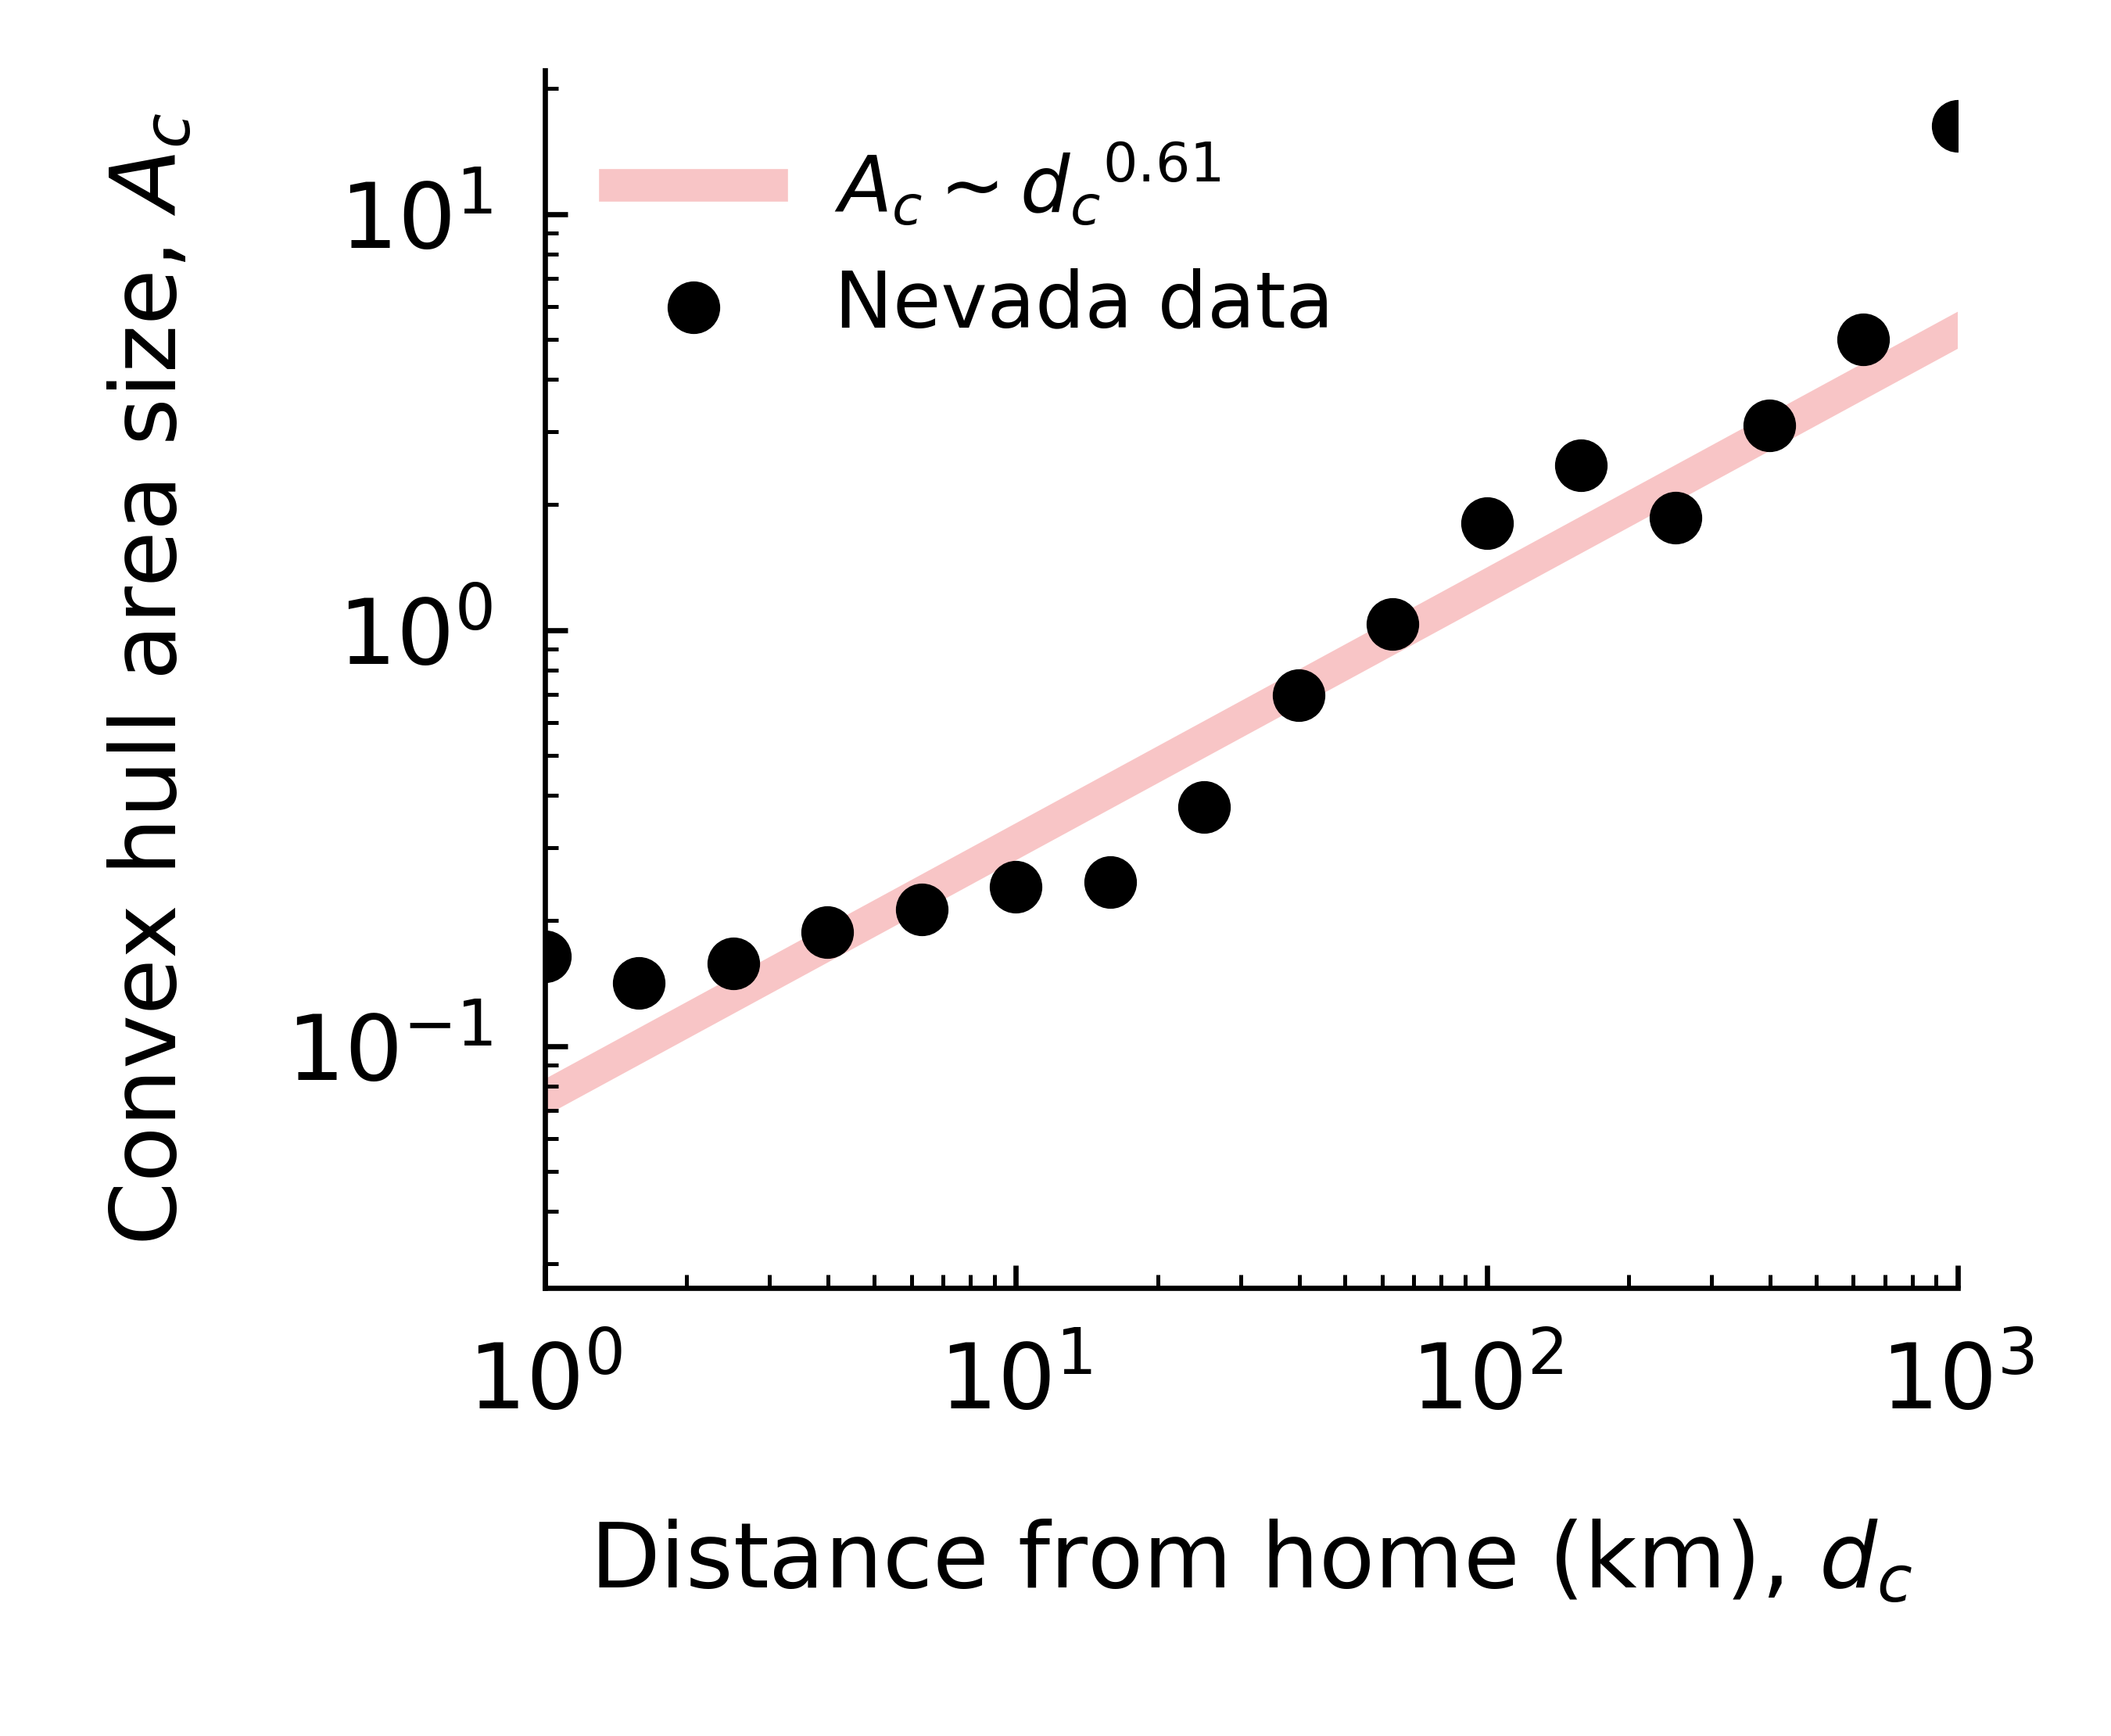 Convex hull area size, A_c
10^1
10^0
10^−1
A_c ~ d_c^0.61
Nevada data
10^0 10^1 10^2 10^3
Distance from home (km), d_c